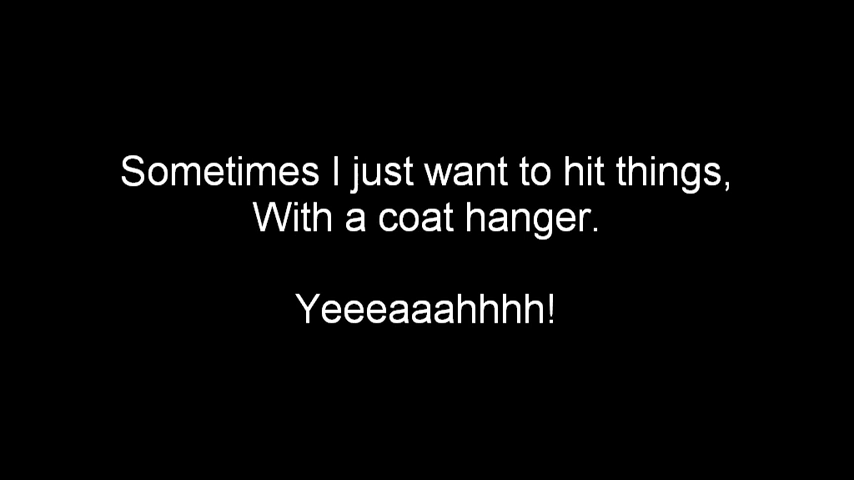 Sometimes I just want to hit things,
With a coat hanger.
Yeeeaaahhhh!